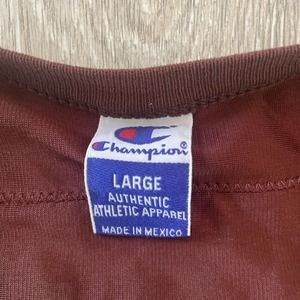 Champion
LARGE
AUTHENTIC
ATHLETIC APPAREL
MADE IN MEXICO